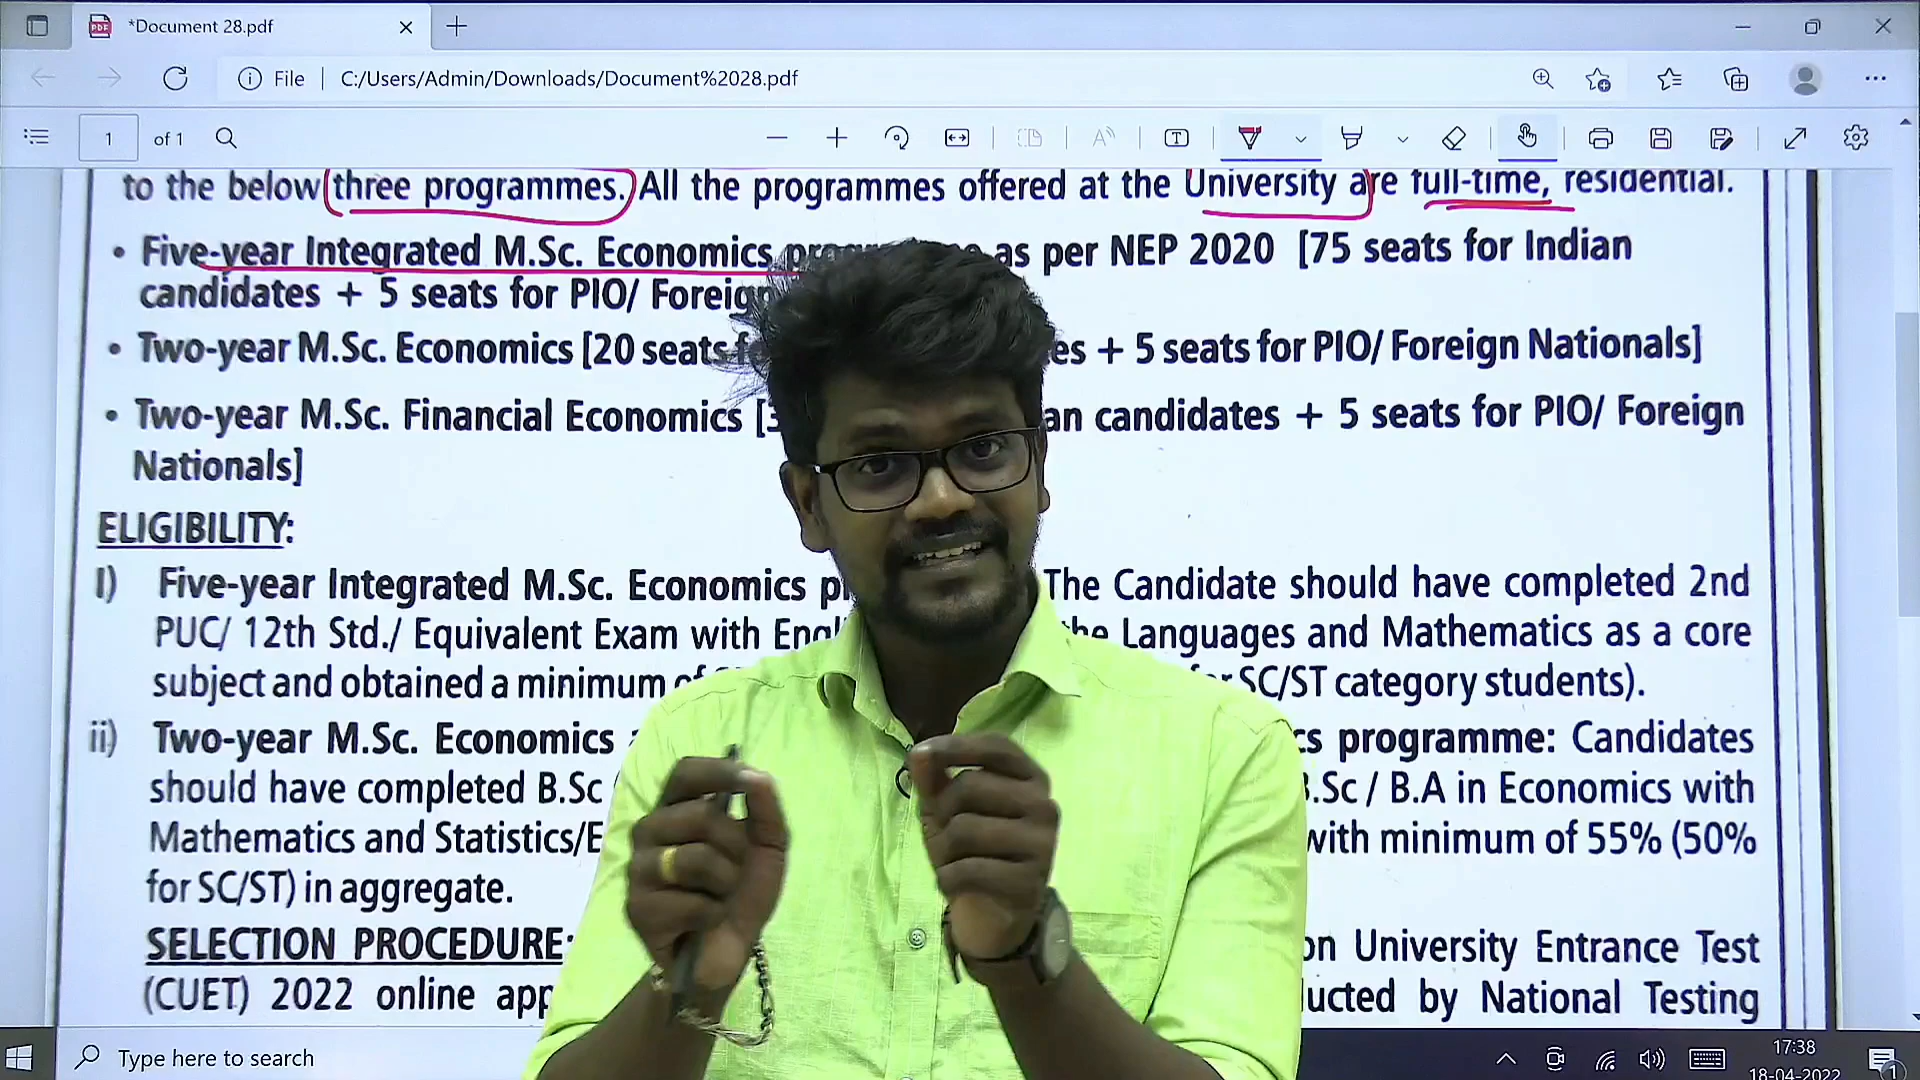 *Document 28.pdf
File
C:/Users/Admin/Downloads/Document%2028.pdf
1 of 1
to the below three programmes. All the programmes offered at the University are full-time, residential.
• Five-year Integrated M.Sc. Economics as per NEP 2020 [75 seats for Indian
candidates + 5 seats for PIO/ Foreign
• Two-year M.Sc. Economics [20 seats + 5 seats for PIO/ Foreign Nationals]
• Two-year M.Sc. Financial Economics candidates + 5 seats for PIO/ Foreign
Nationals]
ELIGIBILITY:
I) Five-year Integrated M.Sc. Economics The Candidate should have completed 2nd
PUC/ 12th Std./ Equivalent Exam with Languages and Mathematics as a core
subject and obtained a minimum SC/ST category students).
ii) Two-year M.Sc. Economics programme: Candidates
should have completed B.Sc B.Sc / B.A in Economics with
Mathematics and with minimum of 55% (50%
for SC/ST) in aggregate.
SELECTION PROCEDURE: University Entrance Test
(CUET) 2022 online by National Testing
Type here to search
17:38
18-04-2022
1